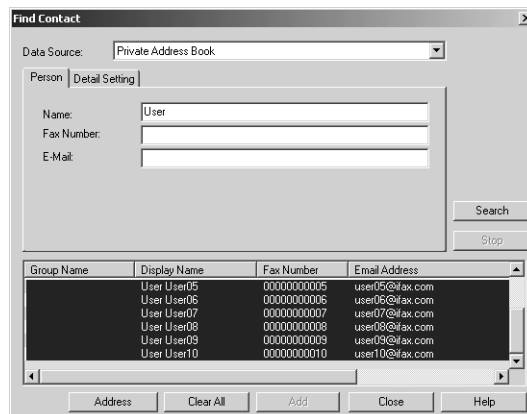 Find Contact
Data Source: Private Address Book
Person Detail Setting
Name: User
Fax Number:
E-Mail:
Search
Stop
Group Name Display Name Fax Number Email Address
User User05 00000000005 user05@ifax.com
User User06 00000000006 user06@ifax.com
User User07 00000000007 user07@ifax.com
User User08 00000000008 user08@ifax.com
User User09 00000000009 user09@ifax.com
User User10 00000000010 user10@ifax.com
Address Clear All Add Close Help